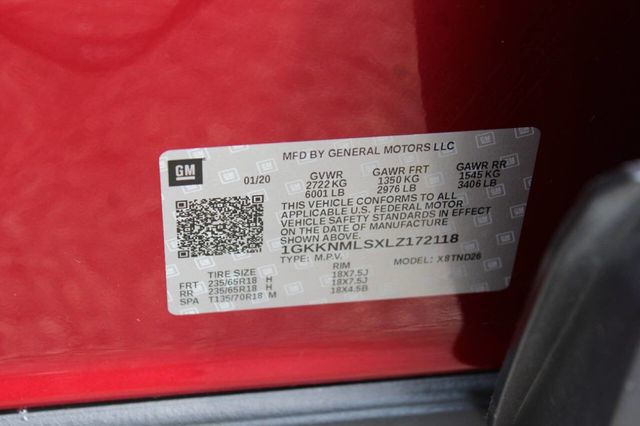 MFD BY GENERAL MOTORS LLC
GM
01/20 GVWR GAWR FRT GAWR RR
2722 KG 1350 KG 1545 KG
6001 LB 2976 LB 3406 LB
THIS VEHICLE CONFORMS TO ALL
APPLICABLE U.S. FEDERAL MOTOR
VEHICLE SAFETY STANDARDS IN EFFECT
ON THE DATE OF MANUFACTURE
SHOWN ABOVE.
1GKKNMLSXLZ172118
TYPE: M.P.V. MODEL: X8TND26
TIRE SIZE RIM
FRT 235/65R18 H 18X7.5J
RR 235/65R18 H 18X7.5J
SPA T135/70R18 M 18X4.5B